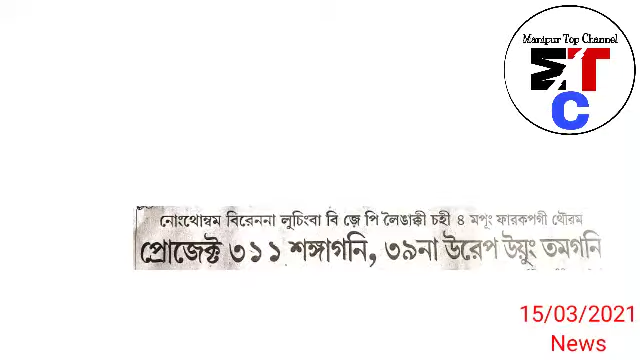 Manipur Top Channel
MTC
নোংথোম্বম বিরেননা লুচিংবা বি জে পি লৈঙাক্কী চহী ৪ মপুং ফারকপগী থৌরম
প্রোজেক্ট ৩১১ শঙ্গাগনি, ৩৯না উরেপ উয়ুং তমগনি
15/03/2021
News